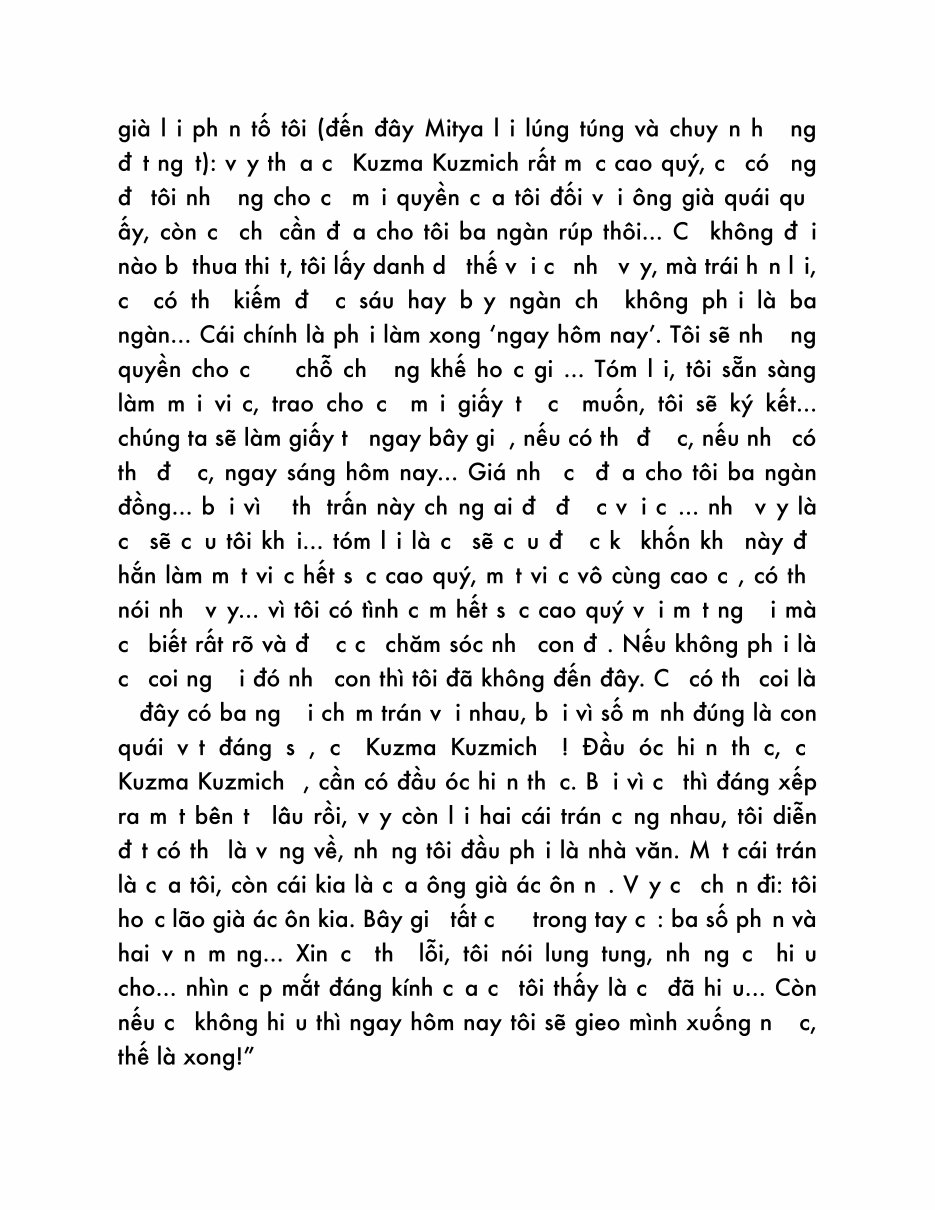 già l i ph n tố tôi (đến đây Mitya l i lúng túng và chuy n h ng
đ t ng t): v y th a c Kuzma Kuzmich rất m c cao quý, c có ng
đ tôi nh ng cho c m i quyền c a tôi đối v i ông già quái qu
ấy, còn c ch cần đ a cho tôi ba ngàn rúp thôi... C không đ i
nào b thua thi t, tôi lấy danh d thế v i c nh v y, mà trái h n l i,
c có th kiếm đ c sáu hay b y ngàn ch không ph i là ba
ngàn... Cái chính là ph i làm xong ‘ngay hôm nay’. Tôi sẽ nh ng
quyền cho c chỗ ch ng khế ho c gi ... Tóm l i, tôi sẵn sàng
làm m i vi c, trao cho c m i giấy t c muốn, tôi sẽ ký kết...
chúng ta sẽ làm giấy t ngay bây gi , nếu có th đ c, nếu nh có
th đ c, ngay sáng hôm nay... Giá nh c đ a cho tôi ba ngàn
đồng... b i vì th trấn này ch ng ai đ đ c v i c ... nh v y là
c sẽ c u tôi kh i... tóm l i là c sẽ c u đ c k khốn kh này đ
hắn làm m t vi c hết s c cao quý, m t vi c vô cùng cao c , có th
nói nh v y... vì tôi có tình c m hết s c cao quý v i m t ng i mà
c biết rất rõ và đ c c chăm sóc nh con đ . Nếu không ph i là
c coi ng i đó nh con thì tôi đã không đến đây. C có th coi là
đây có ba ng i ch m trán v i nhau, b i vì số m nh đúng là con
quái v t đáng s , c Kuzma Kuzmich ! Đầu óc hi n th c, c
Kuzma Kuzmich , cần có đầu óc hi n th c. B i vì c thì đáng xếp
ra m t bên t lâu rồi, v y còn l i hai cái trán c ng nhau, tôi diễn
đ t có th là v ng về, nh ng tôi đầu ph i là nhà văn. M t cái trán
là c a tôi, còn cái kia là c a ông già ác ôn n . V y c ch n đi: tôi
ho c lão già ác ôn kia. Bây gi tất c trong tay c : ba số ph n và
hai v n m ng... Xin c th lỗi, tôi nói lung tung, nh ng c hi u
cho... nhìn c p mắt đáng kính c a c tôi thấy là c đã hi u... Còn
nếu c không hi u thì ngay hôm nay tôi sẽ gieo mình xuống n c,
thế là xong!”